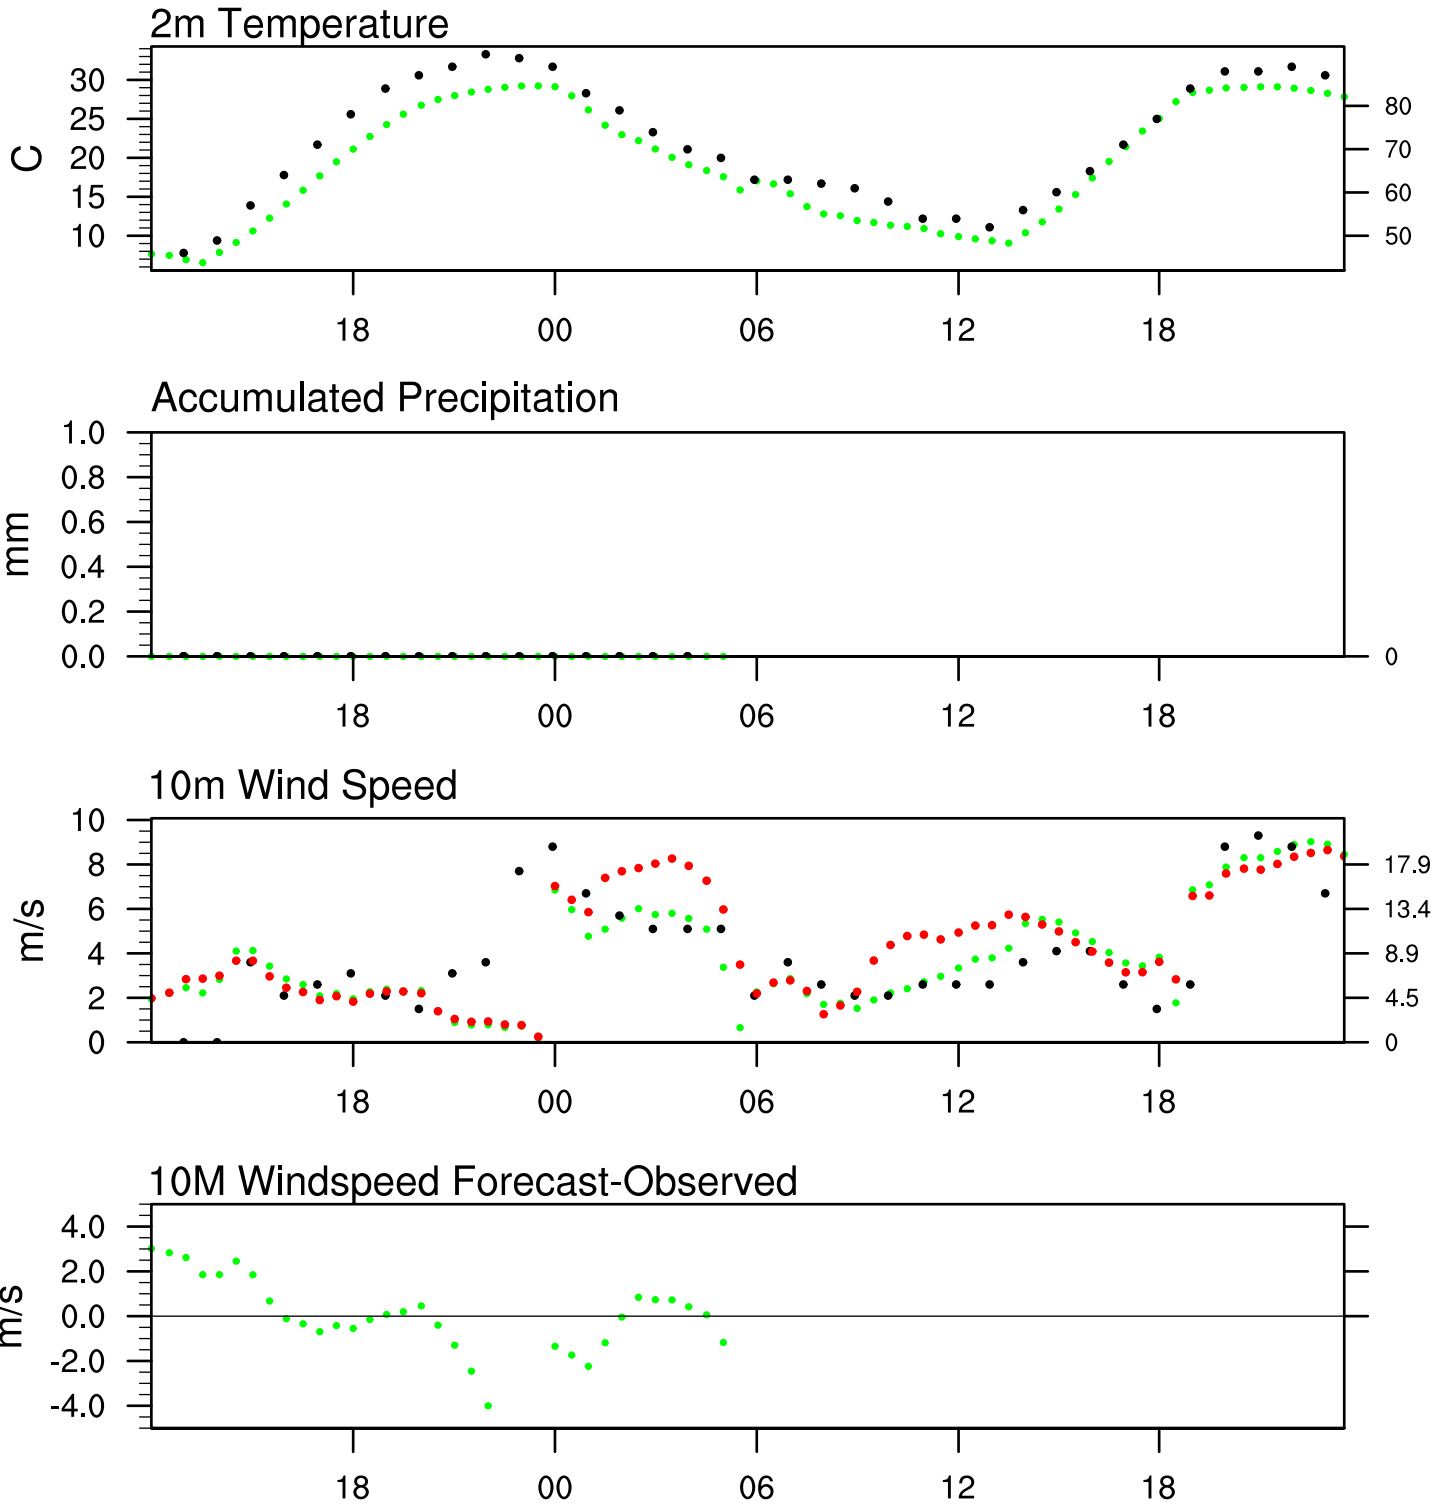 2m Temperature
C
30
25
20
15
10
80
70
60
50
18 00 06 12 18
Accumulated Precipitation
mm
1.0
0.8
0.6
0.4
0.2
0.0
0
18 00 06 12 18
10m Wind Speed
m/s
10
8
6
4
2
0
17.9
13.4
8.9
4.5
0
18 00 06 12 18
10M Windspeed Forecast-Observed
m/s
4.0
2.0
0.0
-2.0
-4.0
18 00 06 12 18